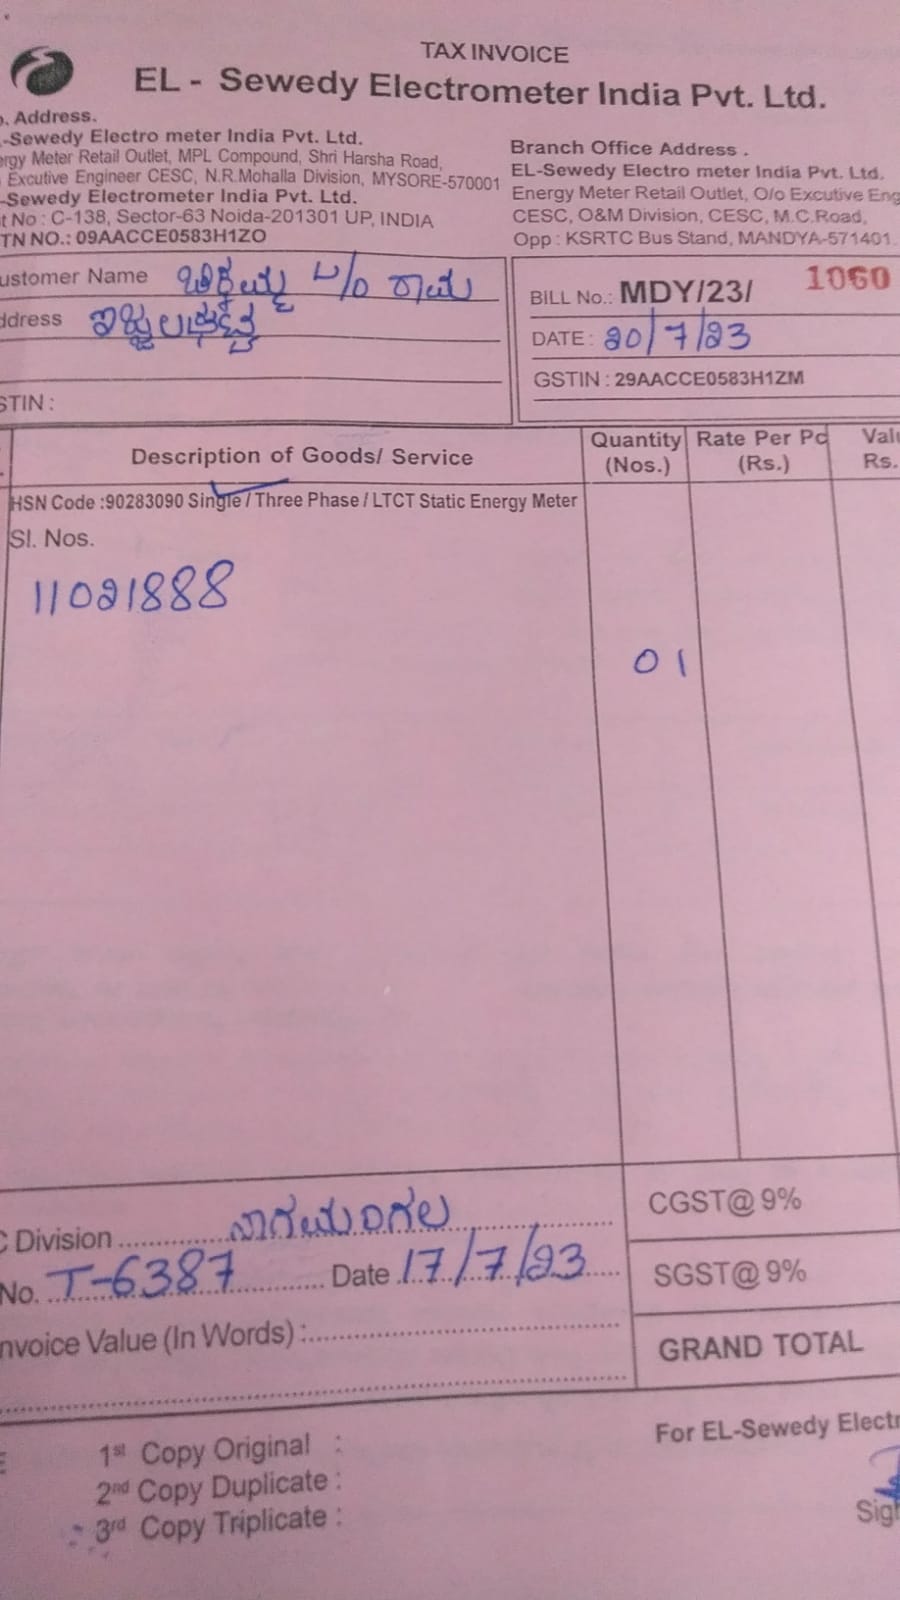 TAX INVOICE
EL - Sewedy Electrometer India Pvt. Ltd.
. Address.
-Sewedy Electro meter India Pvt. Ltd.
ergy Meter Retail Outlet, MPL Compound, Shri Harsha Road,
Excutive Engineer CESC, N.R.Mohalla Division, MYSORE-570001
-Sewedy Electrometer India Pvt. Ltd.
t No : C-138, Sector-63 Noida-201301 UP, INDIA
TN NO.: 09AACCE0583H1ZO
Branch Office Address .
EL-Sewedy Electro meter India Pvt. Ltd.
Energy Meter Retail Outlet, O/o Excutive Eng
CESC, O&M Division, CESC, M.C.Road,
Opp : KSRTC Bus Stand, MANDYA-571401.
ustomer Name
ddress
STIN :
BILL No.: MDY/23/ 1060
DATE : 20/7/23
GSTIN : 29AACCE0583H1ZM
Description of Goods/ Service
Quantity (Nos.)
Rate Per Pc (Rs.)
Valu Rs.
HSN Code :90283090 Single / Three Phase / LTCT Static Energy Meter
Sl. Nos.
11021888
01
C Division ನಾಗಮಂಗಲ
No. T-6387 Date 17/7/23
nvoice Value (In Words) :
CGST@ 9%
SGST@ 9%
GRAND TOTAL
1st Copy Original :
2nd Copy Duplicate :
3rd Copy Triplicate :
For EL-Sewedy Electr
Sig